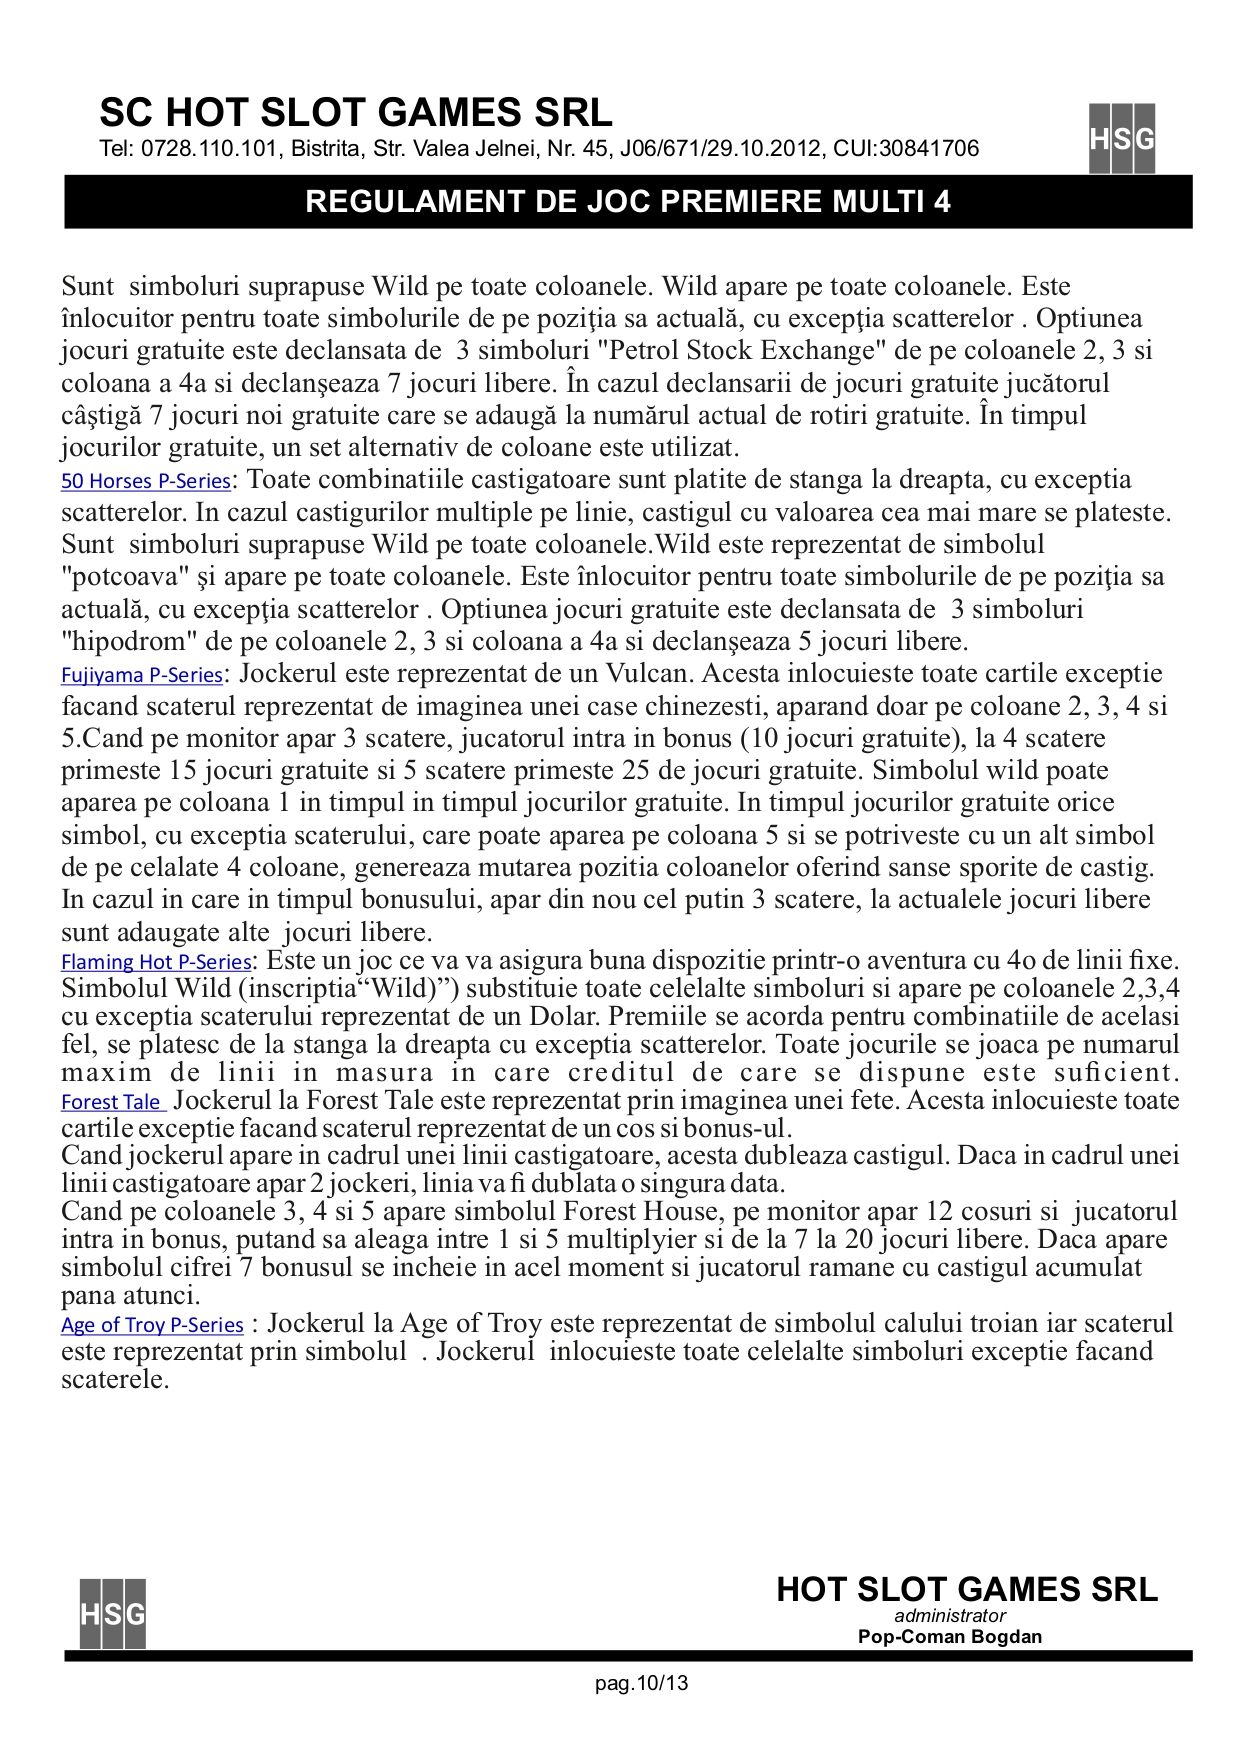 SC HOT SLOT GAMES SRL
Tel: 0728.110.101, Bistrita, Str. Valea Jelnei, Nr. 45, J06/671/29.10.2012, CUI:30841706
HSG
REGULAMENT DE JOC PREMIERE MULTI 4
Sunt simboluri suprapuse Wild pe toate coloanele. Wild apare pe toate coloanele. Este
înlocuitor pentru toate simbolurile de pe poziţia sa actuală, cu excepţia scatterelor . Optiunea
jocuri gratuite este declansata de 3 simboluri "Petrol Stock Exchange" de pe coloanele 2, 3 si
coloana a 4a si declanşeaza 7 jocuri libere. În cazul declansarii de jocuri gratuite jucătorul
câştigă 7 jocuri noi gratuite care se adaugă la numărul actual de rotiri gratuite. În timpul
jocurilor gratuite, un set alternativ de coloane este utilizat.
50 Horses P-Series: Toate combinatiile castigatoare sunt platite de stanga la dreapta, cu exceptia
scatterelor. In cazul castigurilor multiple pe linie, castigul cu valoarea cea mai mare se plateste.
Sunt simboluri suprapuse Wild pe toate coloanele.Wild este reprezentat de simbolul
"potcoava" şi apare pe toate coloanele. Este înlocuitor pentru toate simbolurile de pe poziţia sa
actuală, cu excepţia scatterelor . Optiunea jocuri gratuite este declansata de 3 simboluri
"hipodrom" de pe coloanele 2, 3 si coloana a 4a si declanşeaza 5 jocuri libere.
Fujiyama P-Series: Jockerul este reprezentat de un Vulcan. Acesta inlocuieste toate cartile exceptie
facand scaterul reprezentat de imaginea unei case chinezesti, aparand doar pe coloane 2, 3, 4 si
5.Cand pe monitor apar 3 scatere, jucatorul intra in bonus (10 jocuri gratuite), la 4 scatere
primeste 15 jocuri gratuite si 5 scatere primeste 25 de jocuri gratuite. Simbolul wild poate
aparea pe coloana 1 in timpul in timpul jocurilor gratuite. In timpul jocurilor gratuite orice
simbol, cu exceptia scaterului, care poate aparea pe coloana 5 si se potriveste cu un alt simbol
de pe celalate 4 coloane, genereaza mutarea pozitia coloanelor oferind sanse sporite de castig.
In cazul in care in timpul bonusului, apar din nou cel putin 3 scatere, la actualele jocuri libere
sunt adaugate alte jocuri libere.
Flaming Hot P-Series: Este un joc ce va va asigura buna dispozitie printr-o aventura cu 4o de linii fixe.
Simbolul Wild (inscriptia“Wild)”) substituie toate celelalte simboluri si apare pe coloanele 2,3,4
cu exceptia scaterului reprezentat de un Dolar. Premiile se acorda pentru combinatiile de acelasi
fel, se platesc de la stanga la dreapta cu exceptia scatterelor. Toate jocurile se joaca pe numarul
maxim de linii in masura in care creditul de care se dispune este suficient.
Forest Tale Jockerul la Forest Tale este reprezentat prin imaginea unei fete. Acesta inlocuieste toate
cartile exceptie facand scaterul reprezentat de un cos si bonus-ul.
Cand jockerul apare in cadrul unei linii castigatoare, acesta dubleaza castigul. Daca in cadrul unei
linii castigatoare apar 2 jockeri, linia va fi dublata o singura data.
Cand pe coloanele 3, 4 si 5 apare simbolul Forest House, pe monitor apar 12 cosuri si jucatorul
intra in bonus, putand sa aleaga intre 1 si 5 multiplyier si de la 7 la 20 jocuri libere. Daca apare
simbolul cifrei 7 bonusul se incheie in acel moment si jucatorul ramane cu castigul acumulat
pana atunci.
Age of Troy P-Series : Jockerul la Age of Troy este reprezentat de simbolul calului troian iar scaterul
este reprezentat prin simbolul . Jockerul inlocuieste toate celelalte simboluri exceptie facand
scaterele.
HSG
HOT SLOT GAMES SRL
administrator
Pop-Coman Bogdan
pag.10/13